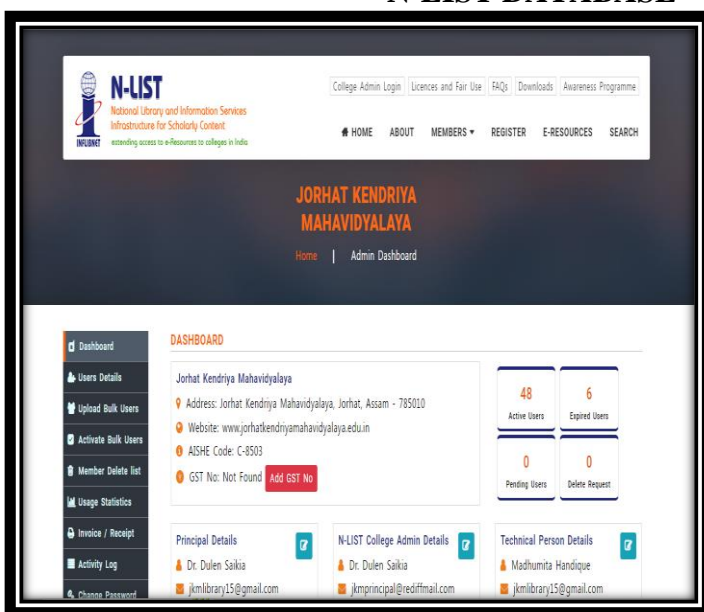 N-LIST DATABASE
N-LIST
National Library and Information Services
Infrastructure for Scholarly Content
extending access to e-Resources to colleges in India
INFLIBNET
College Admin Login Licences and Fair Use FAQs Downloads Awareness Programme
HOME ABOUT MEMBERS REGISTER E-RESOURCES SEARCH
JORHAT KENDRIYA
MAHAVIDYALAYA
Home | Admin Dashboard
Dashboard
Users Details
Upload Bulk Users
Activate Bulk Users
Member Delete list
Usage Statistics
Invoice / Receipt
Activity Log
Change Password
DASHBOARD
Jorhat Kendriya Mahavidyalaya
Address: Jorhat Kendriya Mahavidyalaya, Jorhat, Assam - 785010
Website: www.jorhatkendriyamahavidyalaya.edu.in
AISHE Code: C-8503
GST No: Not Found Add GST No
48
Active Users
6
Expired Users
0
Pending Users
0
Delete Request
Principal Details
Dr. Dulen Saikia
jkmlibrary15@gmail.com
N-LIST College Admin Details
Dr. Dulen Saikia
jkmprincipal@rediffmail.com
Technical Person Details
Madhumita Handique
jkmlibrary15@gmail.com